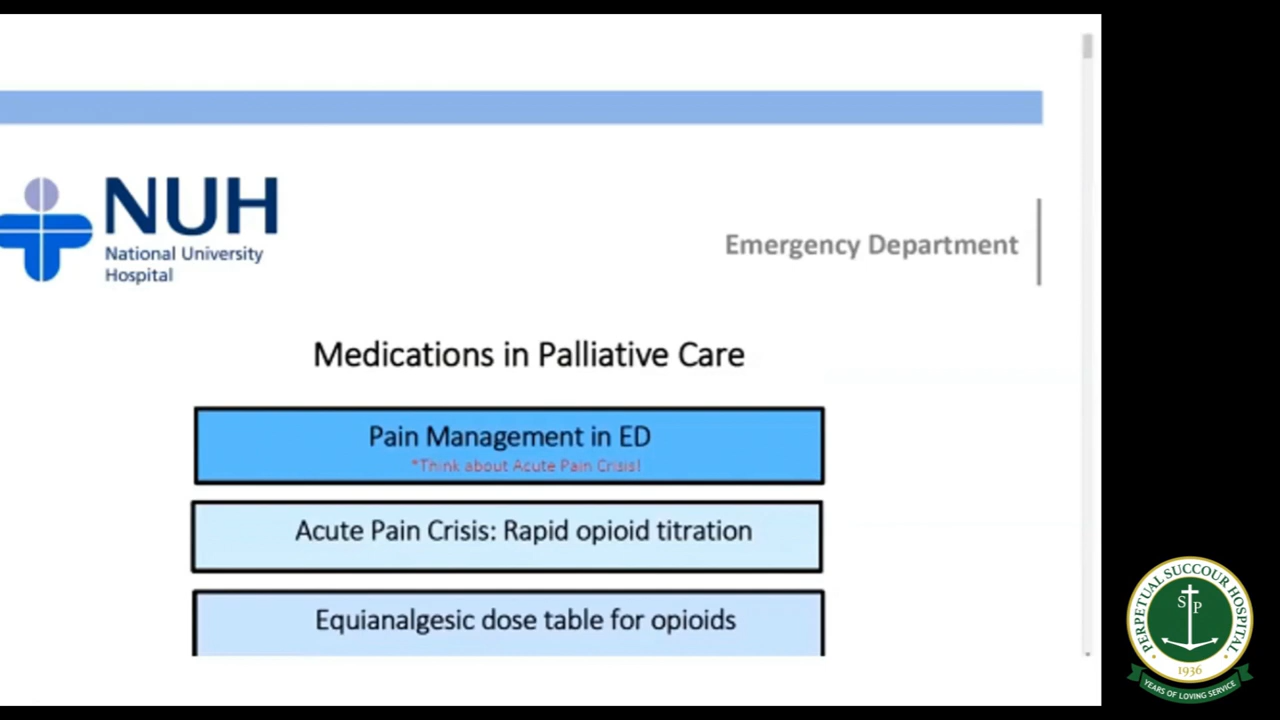 NUH
National University
Hospital
Emergency Department
Medications in Palliative Care
Pain Management in ED
*Think about Acute Pain Crisis!
Acute Pain Crisis: Rapid opioid titration
Equianalgesic dose table for opioids
PERPETUAL SUCCOUR HOSPITAL
SP
1936
YEARS OF LOVING SERVICE